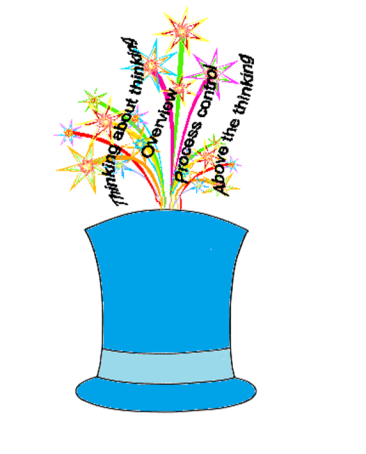 Thinking about thinking
Overview
Process control
Above the thinking